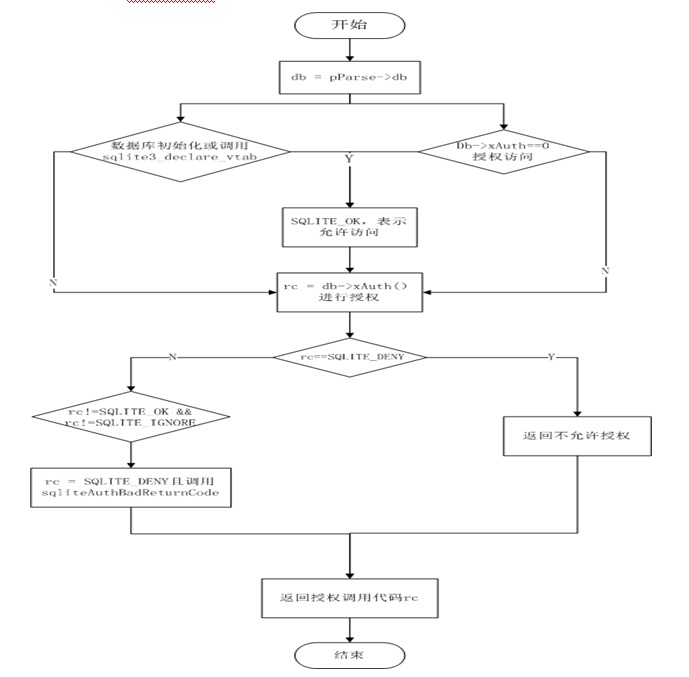 开始
db = pParse->db
数据库初始化或调用
sqlite3_declare_vtab
Y
Db->xAuth==0
授权访问
SQLITE_OK，表示
允许访问
N
N
rc = db->xAuth()
进行授权
rc==SQLITE_DENY
N
Y
rc!=SQLITE_OK &&
rc!=SQLITE_IGNORE
返回不允许授权
rc = SQLITE_DENY且调用
sqliteAuthBadReturnCode
返回授权调用代码rc
结束